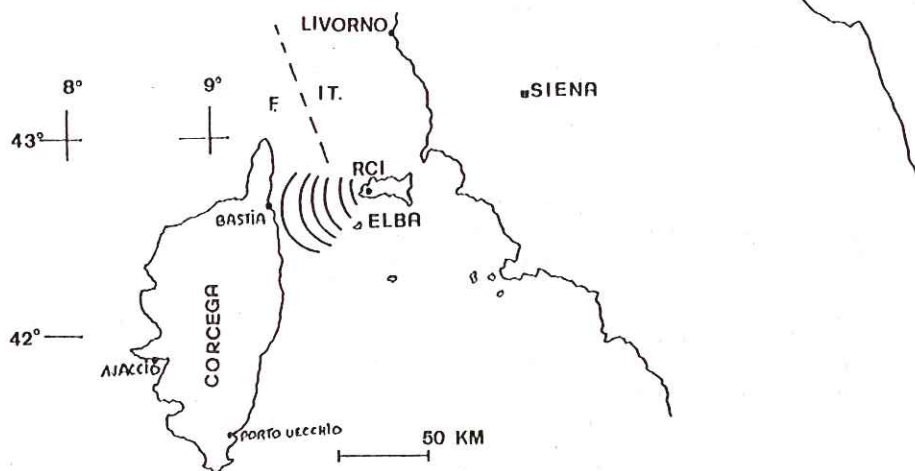 LIVORNO
8°
9°
F. IT.
SIENA
43°
RCI
BASTIA
ELBA
CORCEGA
42°
AJACCIO
PORTO VECCHIO
50 KM